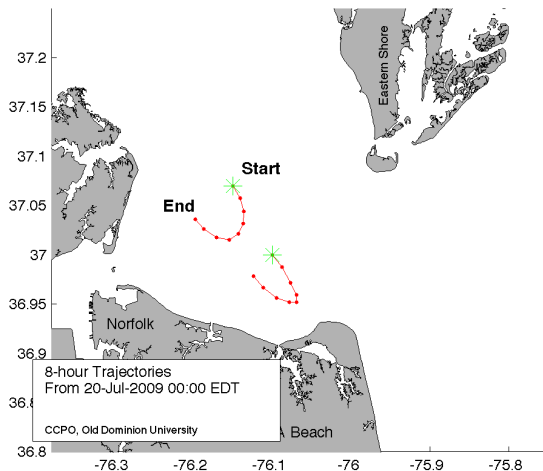 37.2
Eastern Shore
37.15
37.1
Start
37.05
End
37
36.95
Norfolk
36.9
8-hour Trajectories
From 20-Jul-2009 00:00 EDT
36.8
CCPO, Old Dominion University
A Beach
36.8
-76.3
-76.2
-76.1
-76
-75.9
-75.8